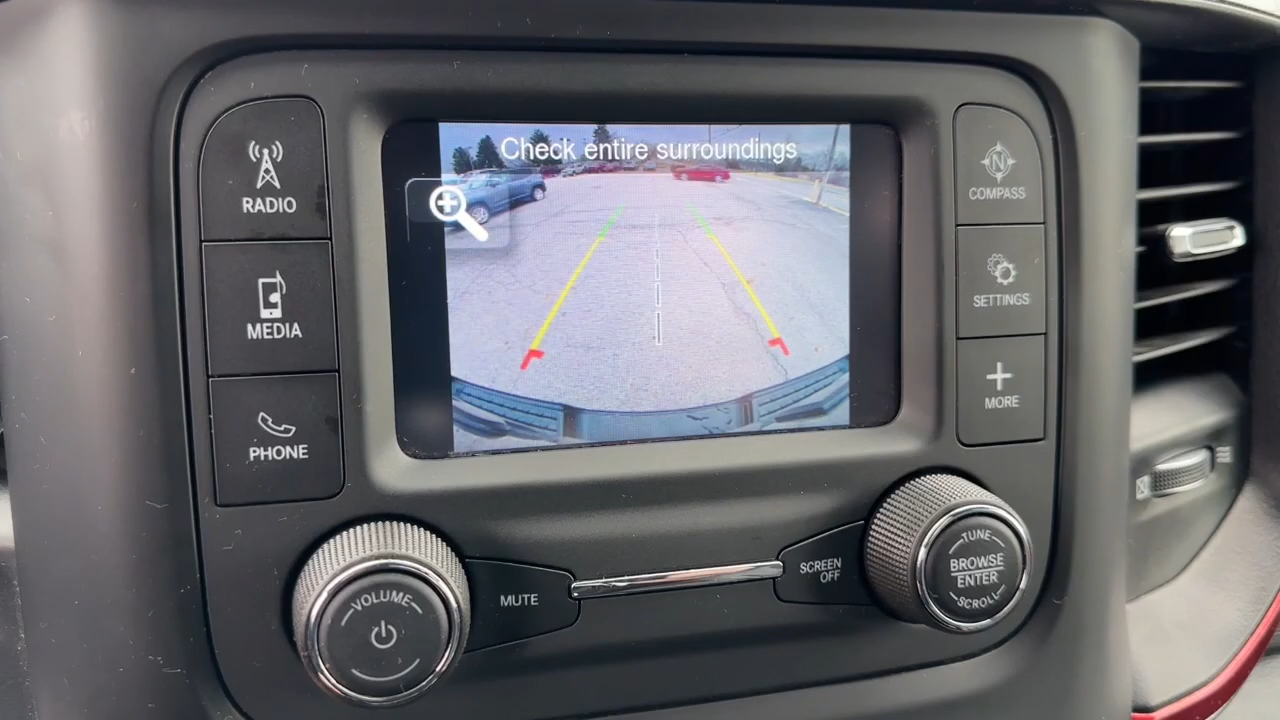 Check entire surroundings
RADIO
MEDIA
PHONE
N
COMPASS
SETTINGS
MORE
VOLUME
MUTE
SCREEN
OFF
TUNE
BROWSE
ENTER
SCROLL